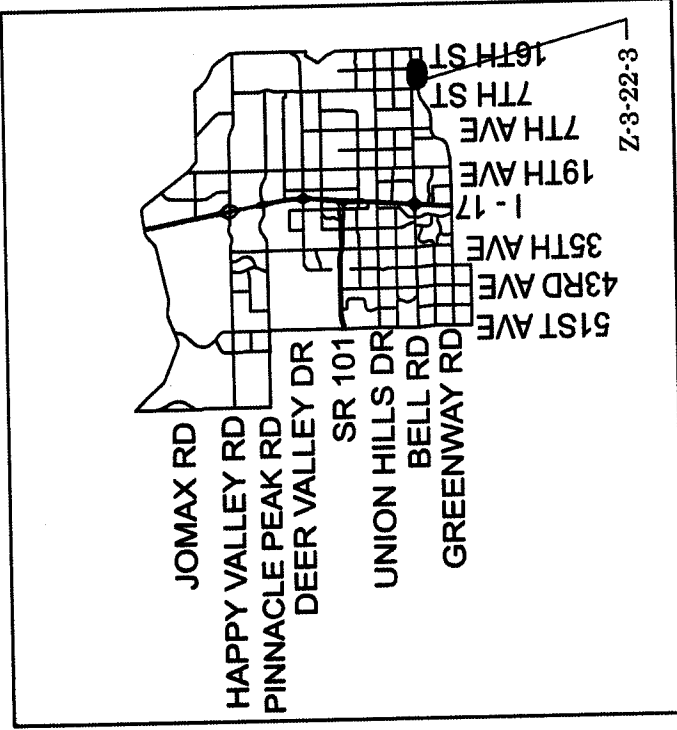 JOMAX RD
HAPPY VALLEY RD
PINNACLE PEAK RD
DEER VALLEY DR
SR 101
UNION HILLS DR
BELL RD
GREENWAY RD
51ST AVE
43RD AVE
35TH AVE
I - 17
19TH AVE
7TH AVE
7TH ST
16TH ST
Z-3-22-3